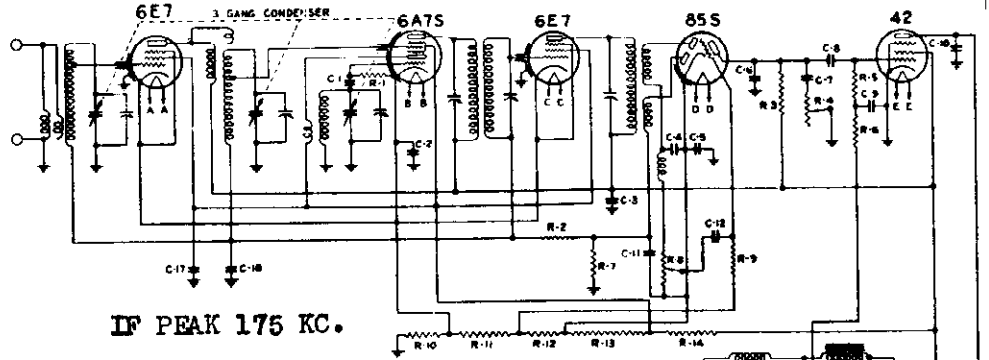 6E7
3 GANG CONDENSER
6A7S
6E7
85S
42
C-8
C-10
C-1
R-1
C-6
C-7
R-5
R-3
R-4
C-9
A A
B B
C C
D D
E E
R-6
C-2
C-4
C-5
C-3
R-2
C-12
C-11
R-8
R-9
R-7
C-17
C-18
IF PEAK 175 KC.
R-10
R-11
R-12
R-13
R-14